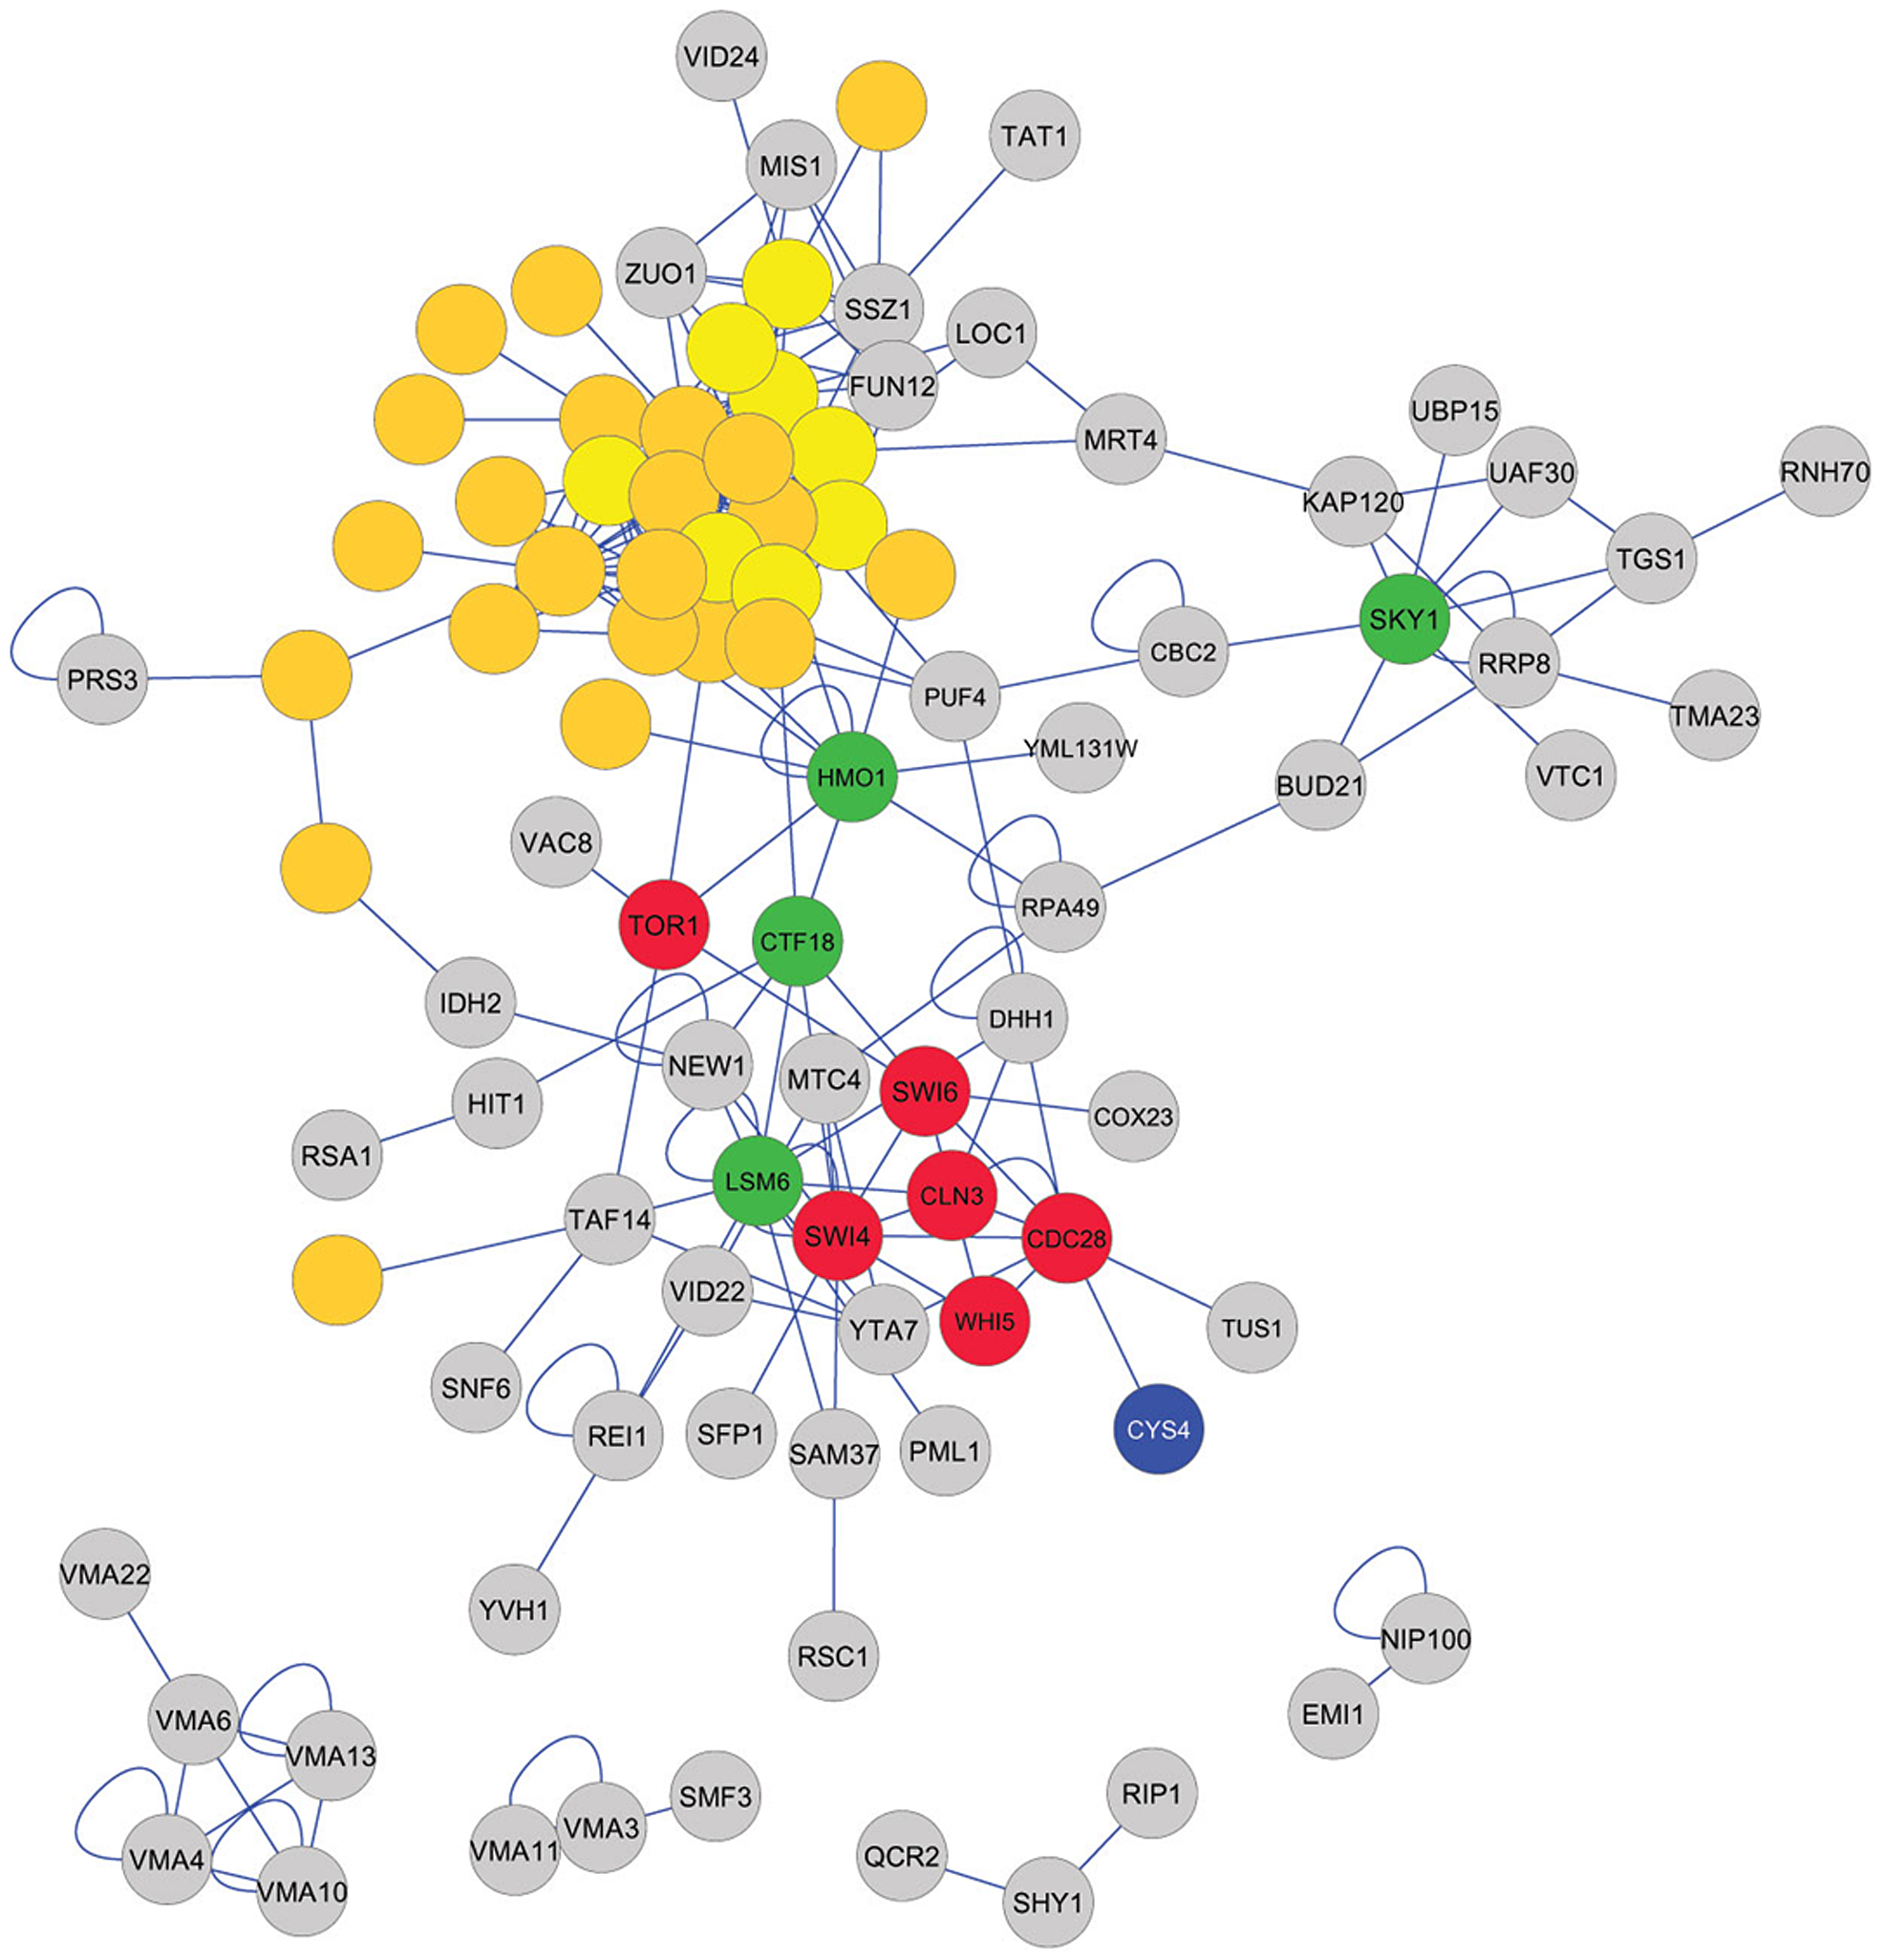 VID24
TAT1
MIS1
ZUO1
SSZ1
LOC1
FUN12
UBP15
MRT4
UAF30
RNH70
KAP120
TGS1
SKY1
CBC2
RRP8
PRS3
PUF4
TMA23
YML131W
HMO1
VTC1
BUD21
VAC8
RPA49
TOR1
CTF18
IDH2
DHH1
NEW1
MTC4
SWI6
HIT1
COX23
RSA1
LSM6
CLN3
TAF14
SWI4
CDC28
VID22
WHI5
TUS1
YTA7
SNF6
CYS4
REI1
SFP1
SAM37
PML1
VMA22
YVH1
NIP100
RSC1
EMI1
VMA6
VMA13
RIP1
SMF3
VMA3
VMA11
QCR2
VMA4
VMA10
SHY1